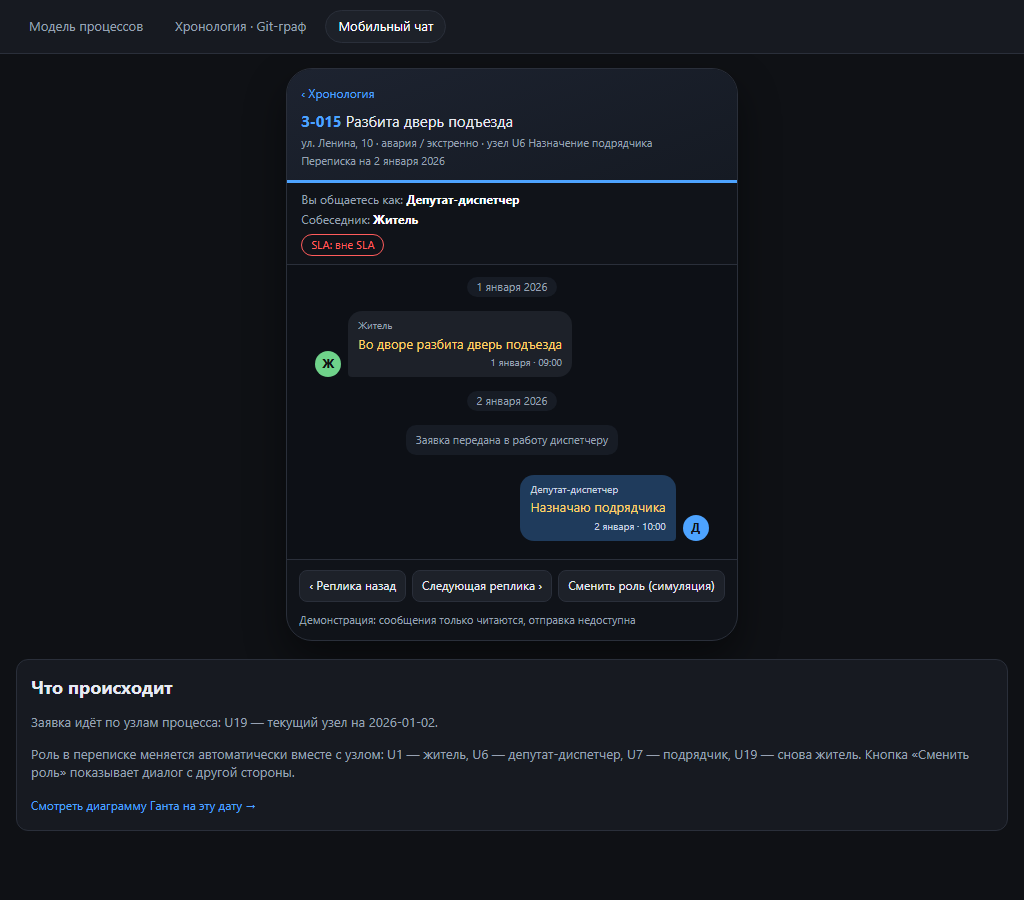 Модель процессов
Хронология · Git-граф
Мобильный чат
‹ Хронология
З-015 Разбита дверь подъезда
ул. Ленина, 10 · авария / экстренно · узел U6 Назначение подрядчика
Переписка на 2 января 2026
Вы общаетесь как: Депутат-диспетчер
Собеседник: Житель
SLA: вне SLA
1 января 2026
Житель
Во дворе разбита дверь подъезда
1 января · 09:00
Ж
2 января 2026
Заявка передана в работу диспетчеру
Депутат-диспетчер
Назначаю подрядчика
2 января · 10:00
Д
‹ Реплика назад
Следующая реплика ›
Сменить роль (симуляция)
Демонстрация: сообщения только читаются, отправка недоступна
Что происходит
Заявка идёт по узлам процесса: U19 — текущий узел на 2026-01-02.
Роль в переписке меняется автоматически вместе с узлом: U1 — житель, U6 — депутат-диспетчер, U7 — подрядчик, U19 — снова житель. Кнопка «Сменить
роль» показывает диалог с другой стороны.
Смотреть диаграмму Ганта на эту дату →